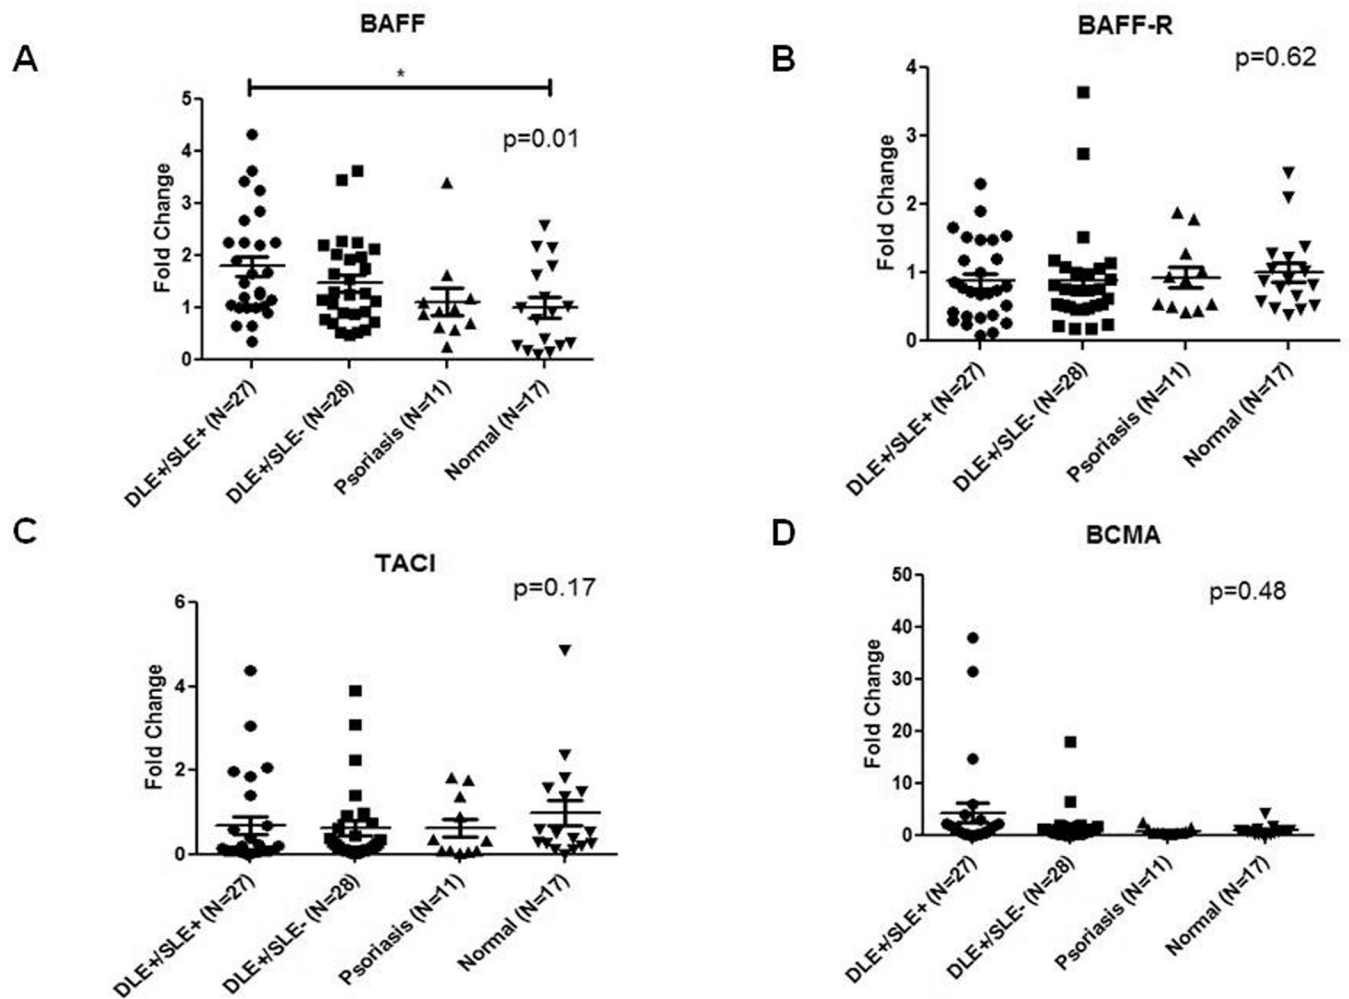 A
BAFF
*
p=0.01
Fold Change
5
4
3
2
1
0
DLE+/SLE+ (N=27)
DLE+/SLE- (N=28)
Psoriasis (N=11)
Normal (N=17)
B
BAFF-R
p=0.62
Fold Change
4
3
2
1
0
DLE+/SLE+ (N=27)
DLE+/SLE- (N=28)
Psoriasis (N=11)
Normal (N=17)
C
TACI
p=0.17
Fold Change
6
4
2
0
DLE+/SLE+ (N=27)
DLE+/SLE- (N=28)
Psoriasis (N=11)
Normal (N=17)
D
BCMA
p=0.48
Fold Change
50
40
30
20
10
0
DLE+/SLE+ (N=27)
DLE+/SLE- (N=28)
Psoriasis (N=11)
Normal (N=17)